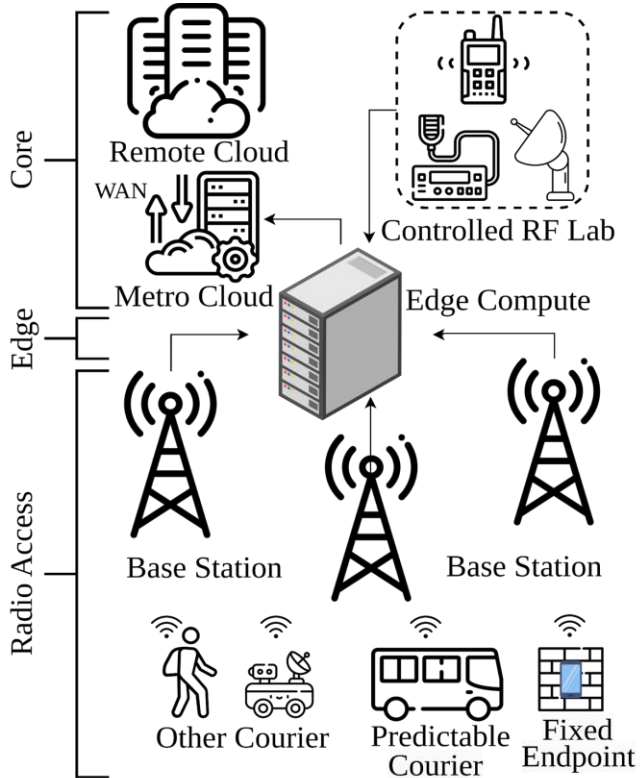 Core
Remote Cloud
WAN
Metro Cloud
Controlled RF Lab
Edge
Edge Compute
Radio Access
Base Station
Base Station
Other Courier
Predictable
Courier
Fixed
Endpoint